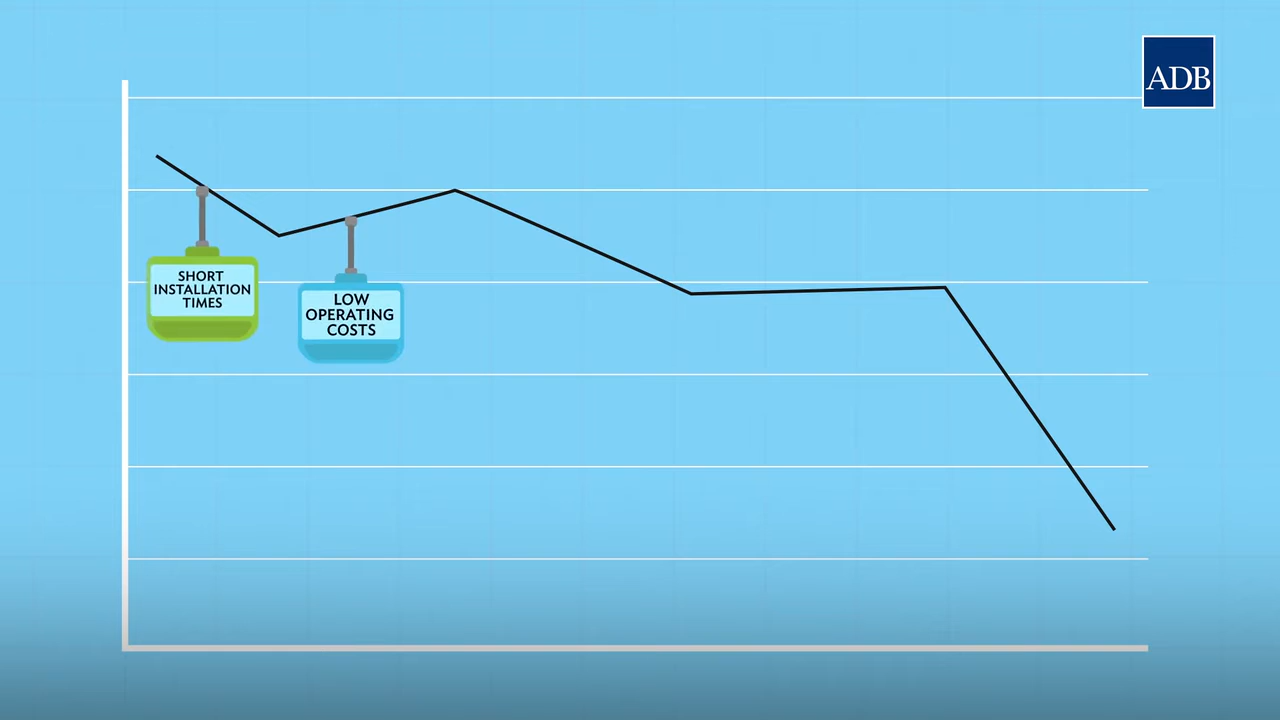 ADB
SHORT
INSTALLATION
TIMES
LOW
OPERATING
COSTS